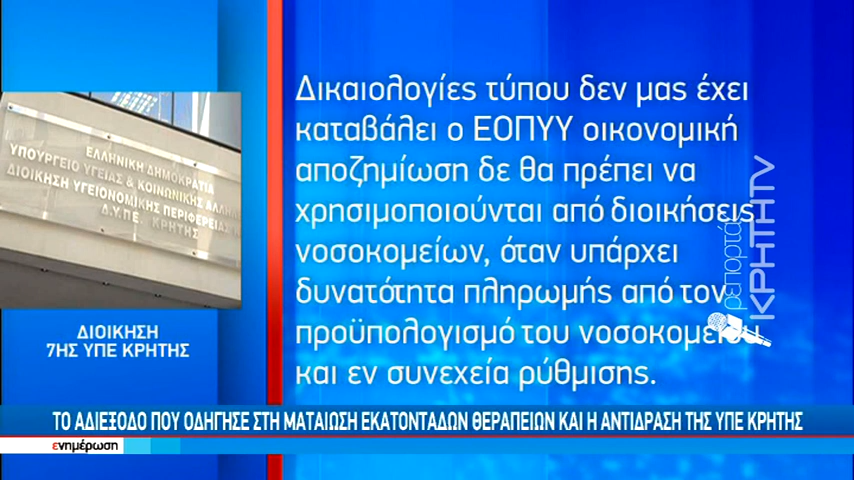 Δικαιολογίες τύπου δεν μας έχει
καταβάλει ο ΕΟΠΥΥ οικονομική
αποζημίωση δε θα πρέπει να
χρησιμοποιούνται από διοικήσεις
νοσοκομείων, όταν υπάρχει
δυνατότητα πληρωμής από τον
προϋπολογισμό του νοσοκομείου
και εν συνεχεία ρύθμισης.
ΕΛΛΗΝΙΚΗ ΔΗΜΟΚΡΑΤΙΑ
ΥΠΟΥΡΓΕΙΟ ΥΓΕΙΑΣ & ΚΟΙΝΩΝΙΚΗΣ ΑΛΛΗΛ
ΔΙΟΙΚΗΣΗ ΥΓΕΙΟΝΟΜΙΚΗΣ ΠΕΡΙΦΕΡΕΙΑΣ
Δ.Υ.ΠΕ. ΚΡΗΤΗΣ
ΔΙΟΙΚΗΣΗ
7ΗΣ ΥΠΕ ΚΡΗΤΗΣ
ρεπορτάζ
ΚΡΗΤΗTV
ΤΟ ΑΔΙΕΞΟΔΟ ΠΟΥ ΟΔΗΓΗΣΕ ΣΤΗ ΜΑΤΑΙΩΣΗ ΕΚΑΤΟΝΤΑΔΩΝ ΘΕΡΑΠΕΙΩΝ ΚΑΙ Η ΑΝΤΙΔΡΑΣΗ ΤΗΣ ΥΠΕ ΚΡΗΤΗΣ
ενημέρωση